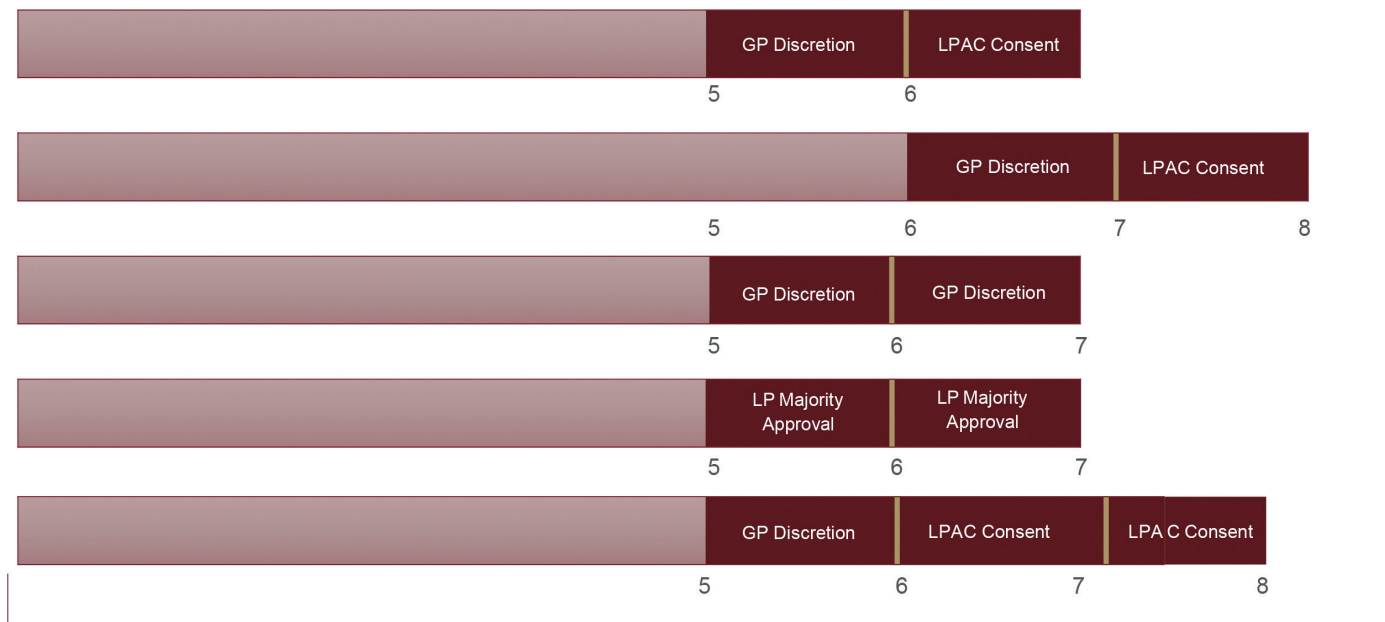 GP Discretion LPAC Consent
5 6
GP Discretion LPAC Consent
5 6 7 8
GP Discretion GP Discretion
5 6 7
LP Majority LP Majority
Approval Approval
5 6 7
GP Discretion LPAC Consent LPAC Consent
5 6 7 8